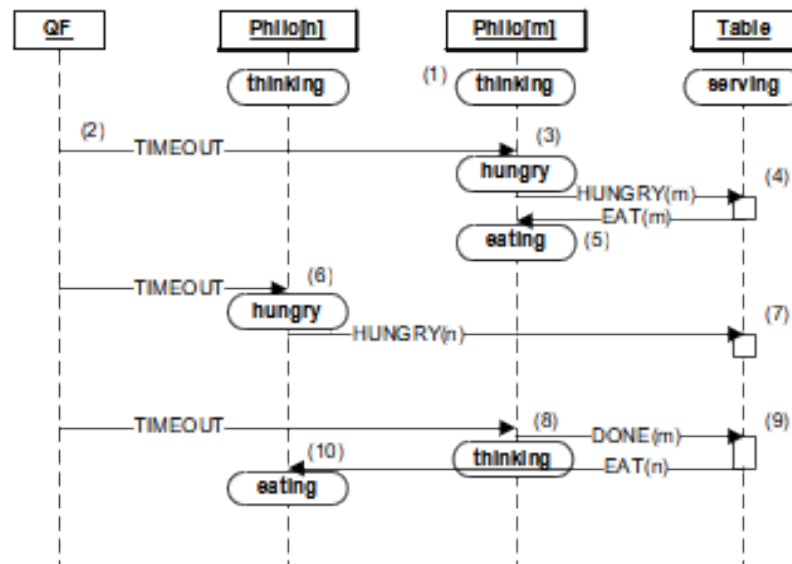 QF Philo[n] Philo[m] Table
thinking (1) thinking serving
(2) TIMEOUT (3)
hungry
HUNGRY(m) (4)
EAT(m)
eating (5)
TIMEOUT (6)
hungry
HUNGRY(n) (7)
TIMEOUT (8) DONE(m) (9)
(10) thinking EAT(n)
eating